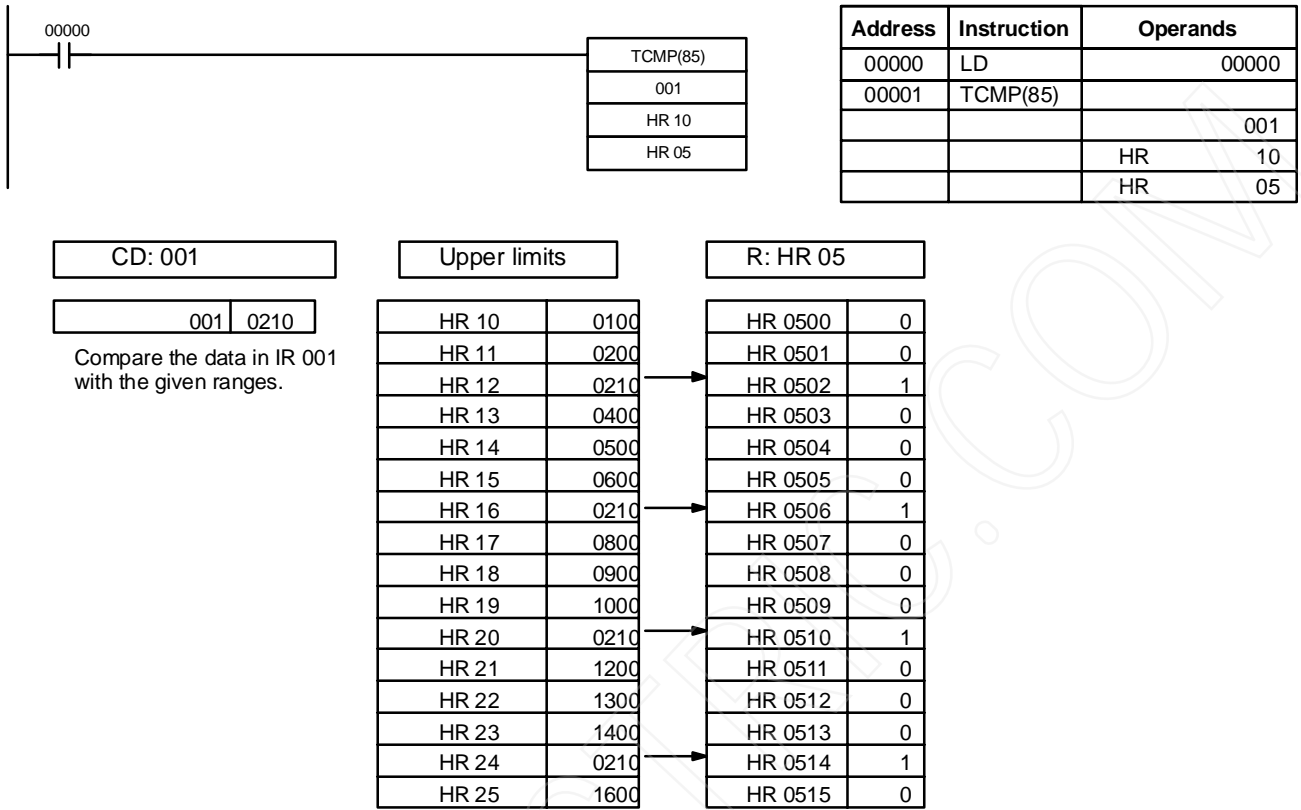 00000
TCMP(85)
001
HR 10
HR 05
Address Instruction Operands
00000 LD 00000
00001 TCMP(85)
001
HR 10
HR 05
CD: 001
001 0210
Compare the data in IR 001
with the given ranges.
Upper limits R: HR 05
HR 10 0100 HR 0500 0
HR 11 0200 HR 0501 0
HR 12 0210 HR 0502 1
HR 13 0400 HR 0503 0
HR 14 0500 HR 0504 0
HR 15 0600 HR 0505 0
HR 16 0210 HR 0506 1
HR 17 0800 HR 0507 0
HR 18 0900 HR 0508 0
HR 19 1000 HR 0509 0
HR 20 0210 HR 0510 1
HR 21 1200 HR 0511 0
HR 22 1300 HR 0512 0
HR 23 1400 HR 0513 0
HR 24 0210 HR 0514 1
HR 25 1600 HR 0515 0
TRIC.COM